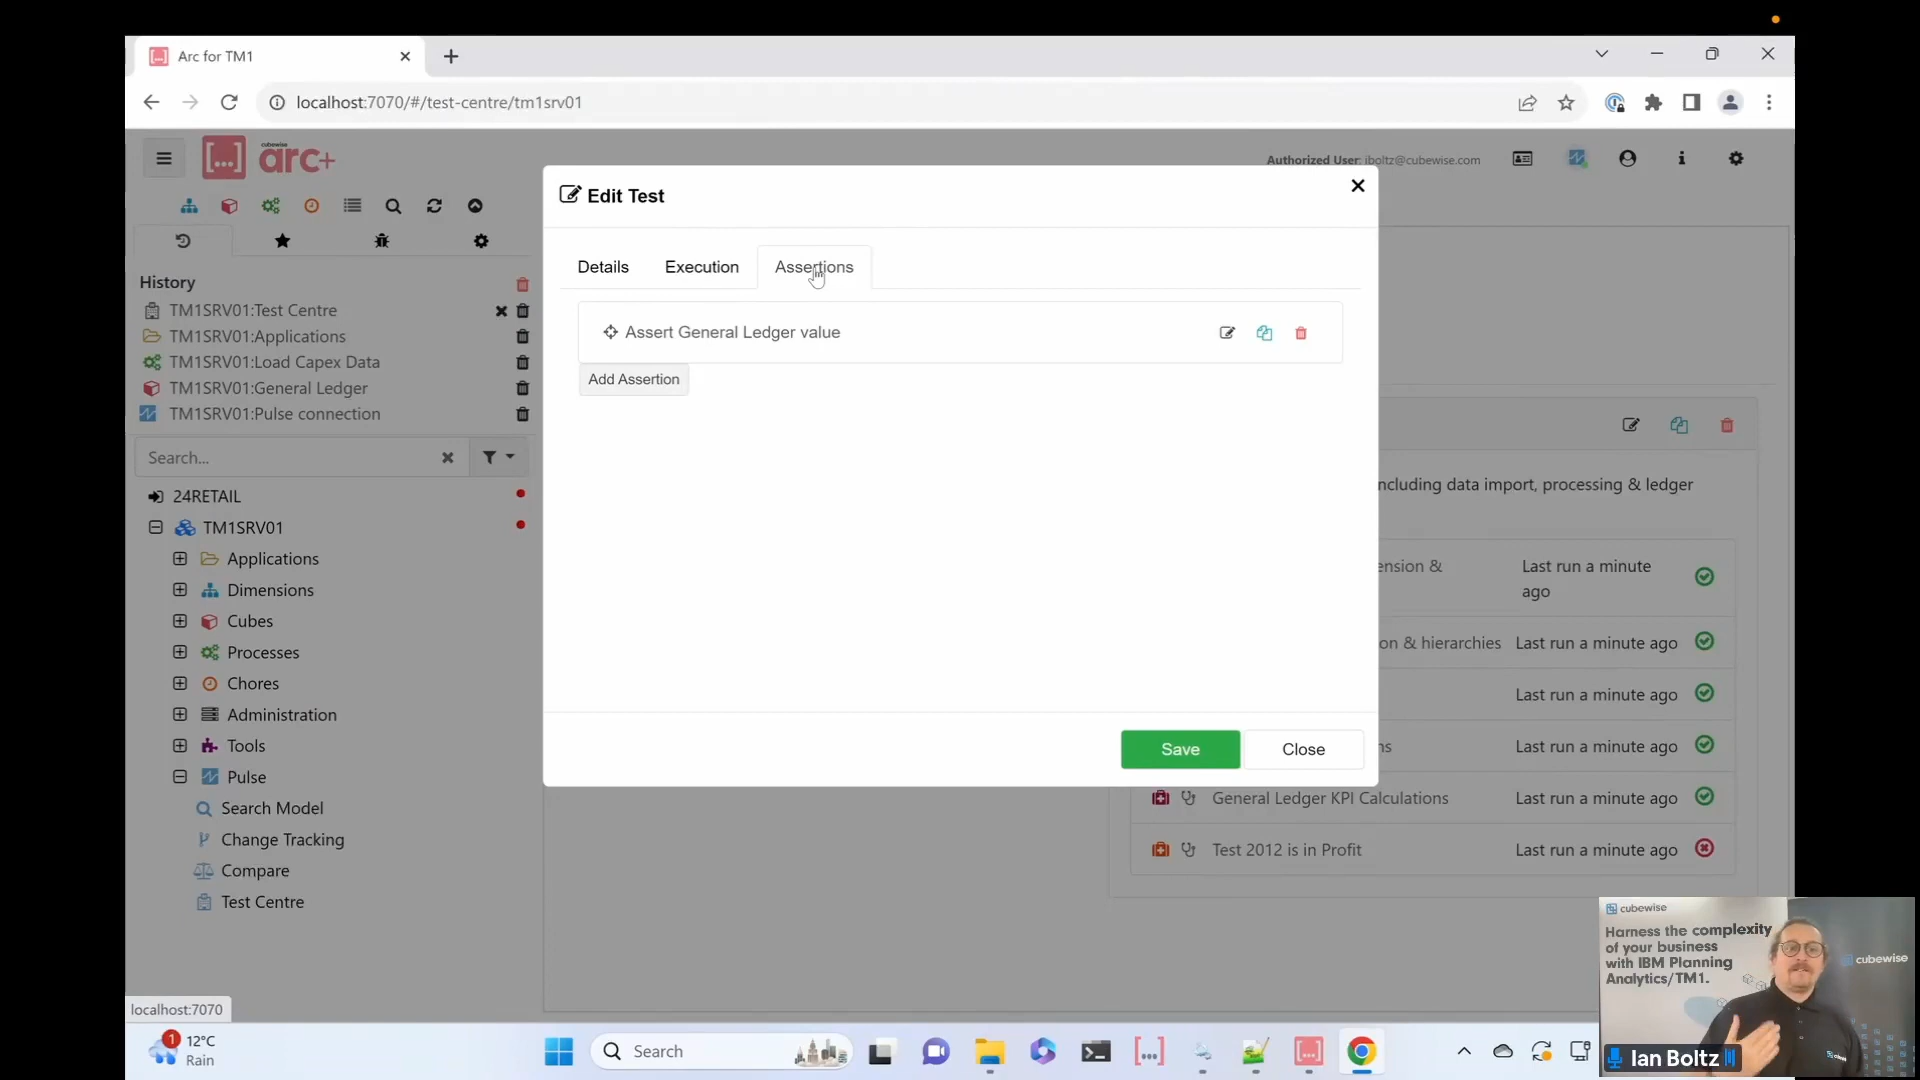 Arc for TM1
localhost:7070/#/test-centre/tm1srv01
cubewise
arc+
Authorized User: iboltz@cubewise.com
History
TM1SRV01:Test Centre
TM1SRV01:Applications
TM1SRV01:Load Capex Data
TM1SRV01:General Ledger
TM1SRV01:Pulse connection
Search...
24RETAIL
TM1SRV01
Applications
Dimensions
Cubes
Processes
Chores
Administration
Tools
Pulse
Search Model
Change Tracking
Compare
Test Centre
localhost:7070
Edit Test
Details
Execution
Assertions
Assert General Ledger value
Add Assertion
Save
Close
ncluding data import, processing & ledger
ension &
Last run a minute
ago
on & hierarchies
Last run a minute ago
Last run a minute ago
ns
Last run a minute ago
General Ledger KPI Calculations
Last run a minute ago
Test 2012 is in Profit
Last run a minute ago
1
12°C
Rain
Search
cubewise
Harness the complexity
of your business
with IBM Planning
Analytics/TM1.
cubewise
Ian Boltz